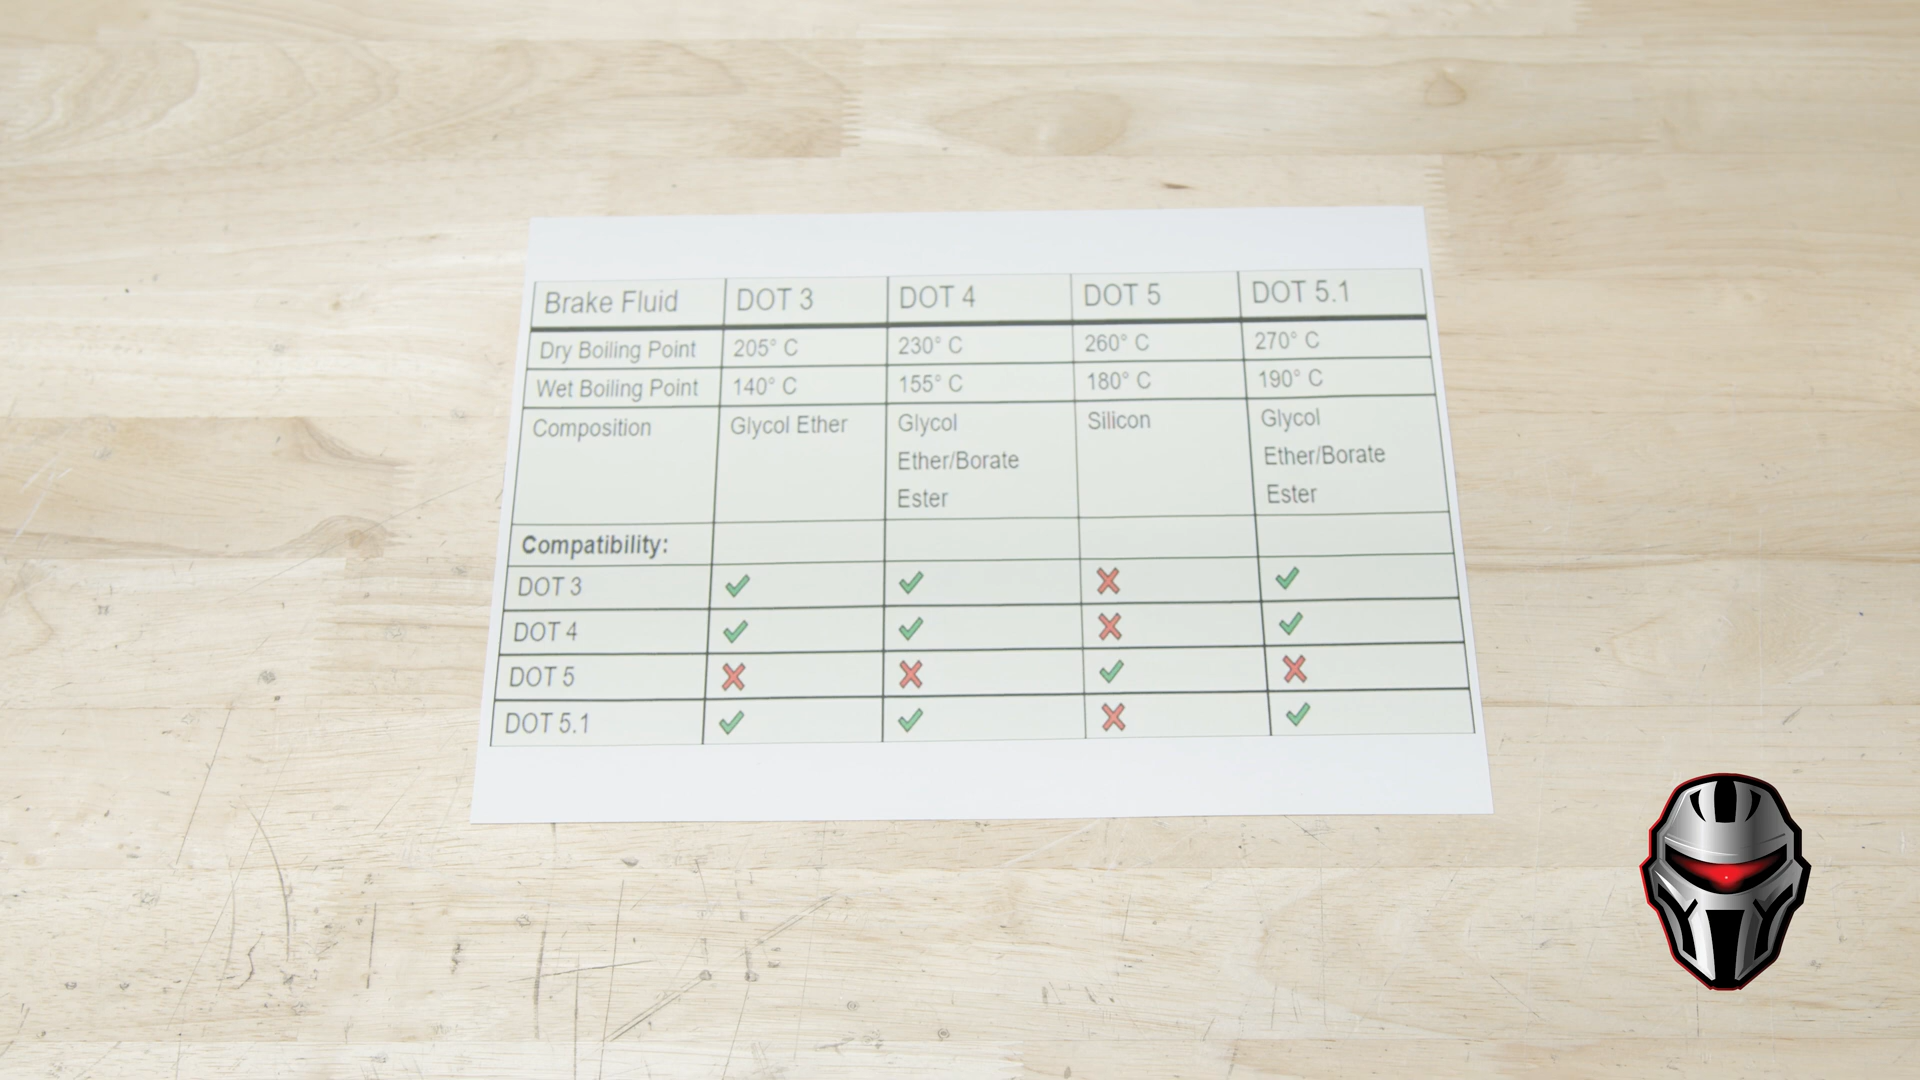 Brake Fluid DOT 3 DOT 4 DOT 5 DOT 5.1
Dry Boiling Point 205° C 230° C 260° C 270° C
Wet Boiling Point 140° C 155° C 180° C 190° C
Composition Glycol Ether Glycol Silicon Glycol
Ether/Borate Ether/Borate
Ester Ester
Compatibility:
DOT 3
DOT 4
DOT 5
DOT 5.1